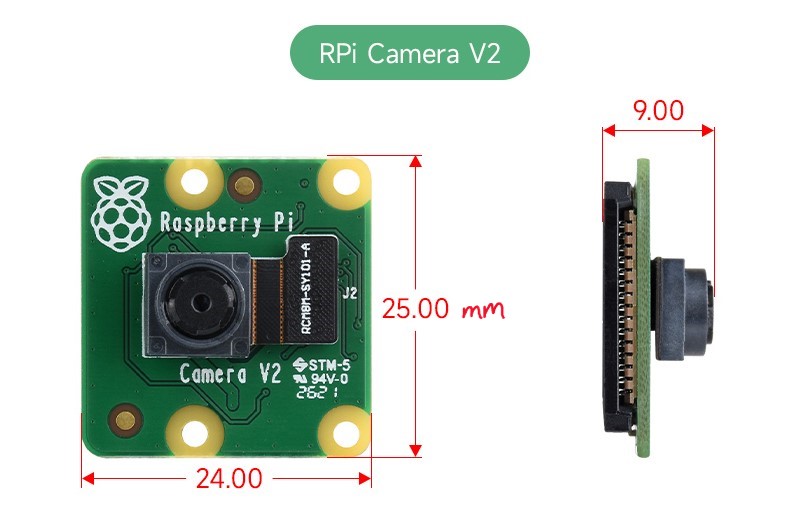 RPi Camera V2
9.00
Raspberry Pi
RCM8M-SY101-A
J2
25.00 mm
Camera V2
STM-5
94V-0
2621
24.00